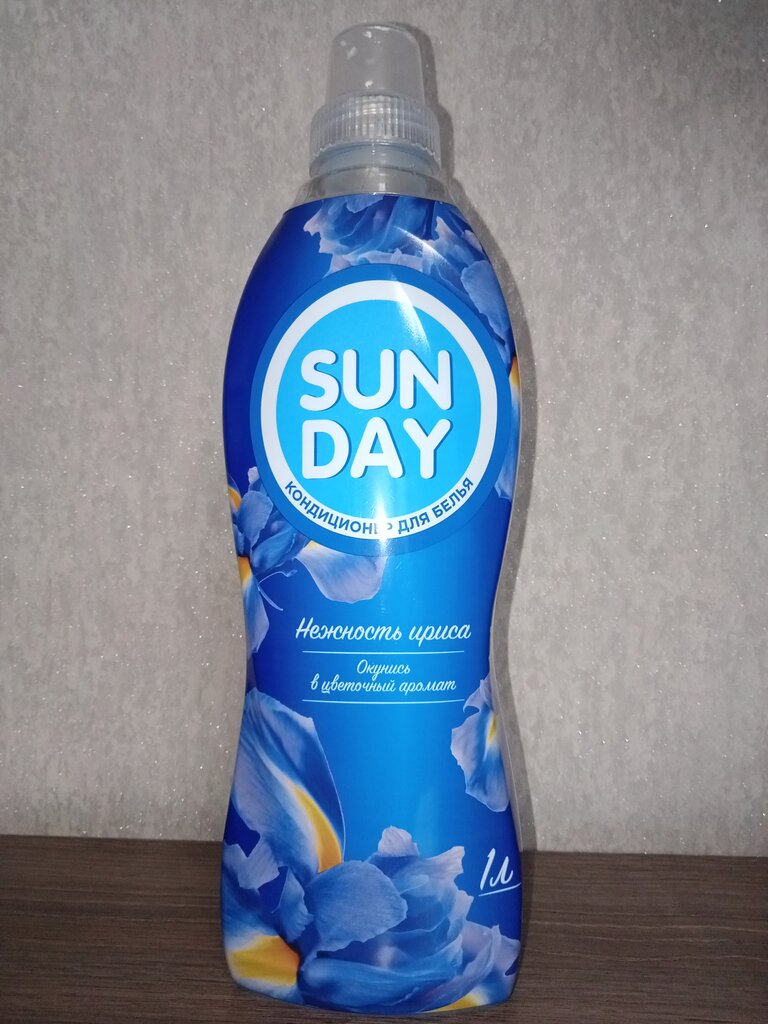 SUN
DAY
КОНДИЦИОНЕР ДЛЯ БЕЛЬЯ
Нежность ириса
Окунись
в цветочный аромат
1л